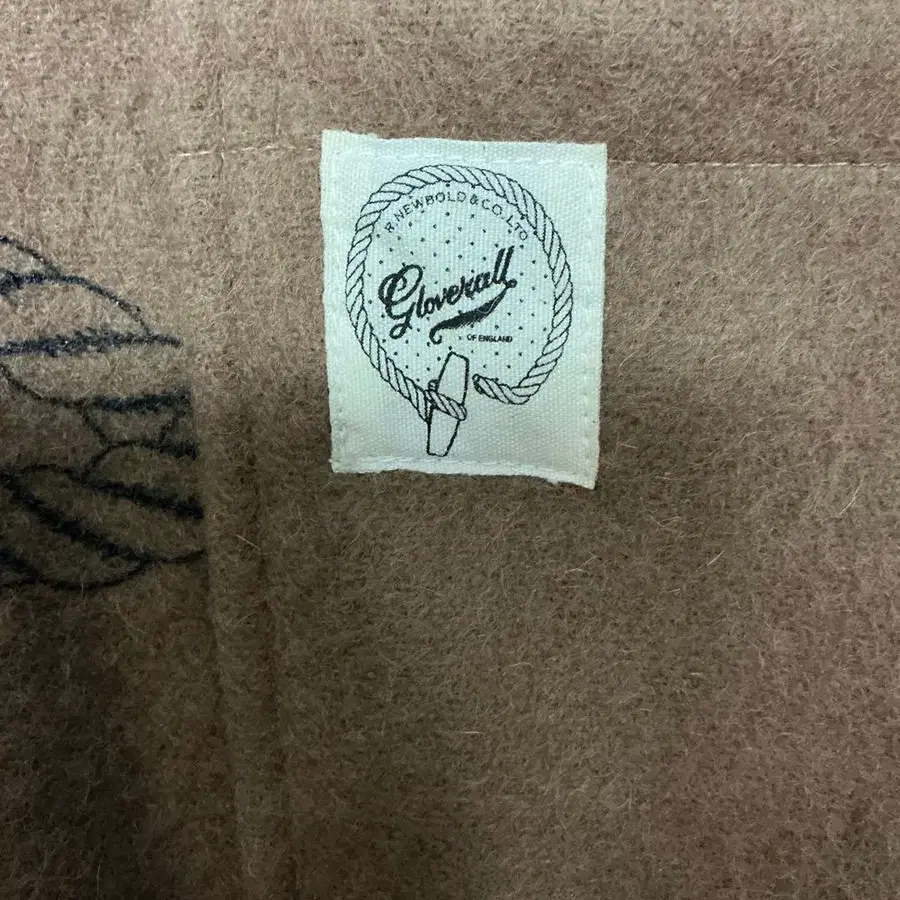 R. NEWBOLD & CO. LTD
Gloverall
OF ENGLAND